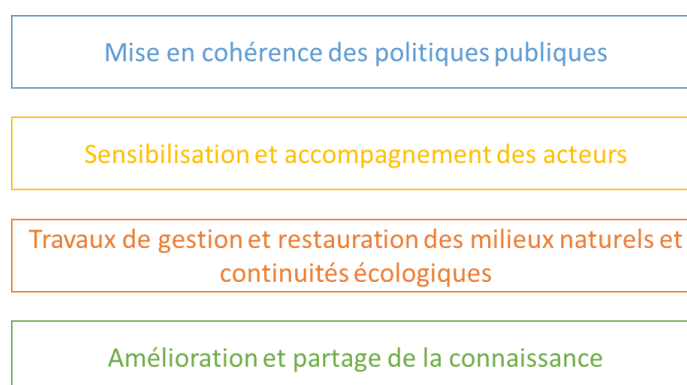 Mise en cohérence des politiques publiques
Sensibilisation et accompagnement des acteurs
Travaux de gestion et restauration des milieux naturels et
continuités écologiques
Amélioration et partage de la connaissance